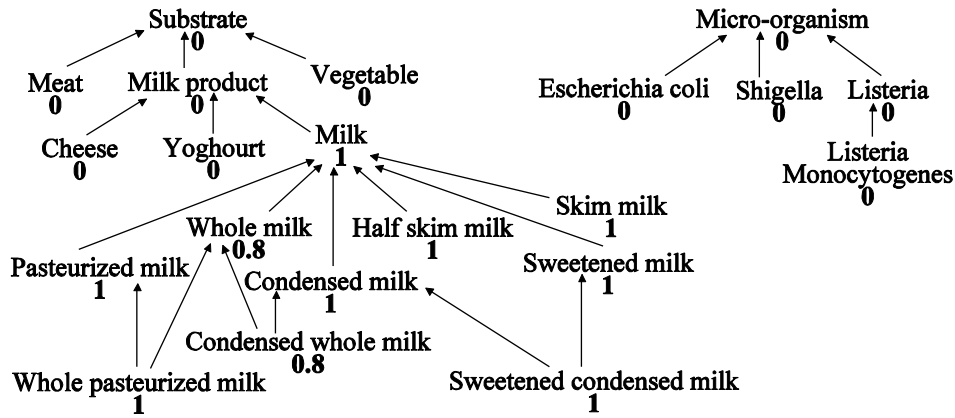 Substrate
0
Micro-organism
0
Meat
0
Milk product
0
Vegetable
0
Escherichia coli
0
Shigella
0
Listeria
0
Cheese
0
Yoghourt
0
Milk
1
Listeria
Monocytogenes
0
Skim milk
1
Whole milk
0.8
Half skim milk
1
Pasteurized milk
1
Condensed milk
1
Sweetened milk
1
Condensed whole milk
0.8
Whole pasteurized milk
1
Sweetened condensed milk
1